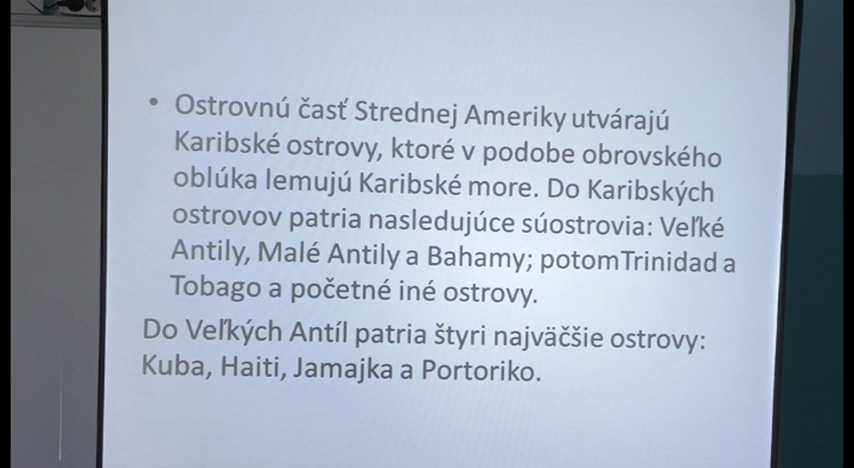 • Ostrovnú časť Strednej Ameriky utvárajú
Karibské ostrovy, ktoré v podobe obrovského
oblúka lemujú Karibské more. Do Karibských
ostrovov patria nasledujúce súostrovia: Veľké
Antily, Malé Antily a Bahamy; potomTrinidad a
Tobago a početné iné ostrovy.
Do Veľkých Antíl patria štyri najväčšie ostrovy:
Kuba, Haiti, Jamajka a Portoriko.